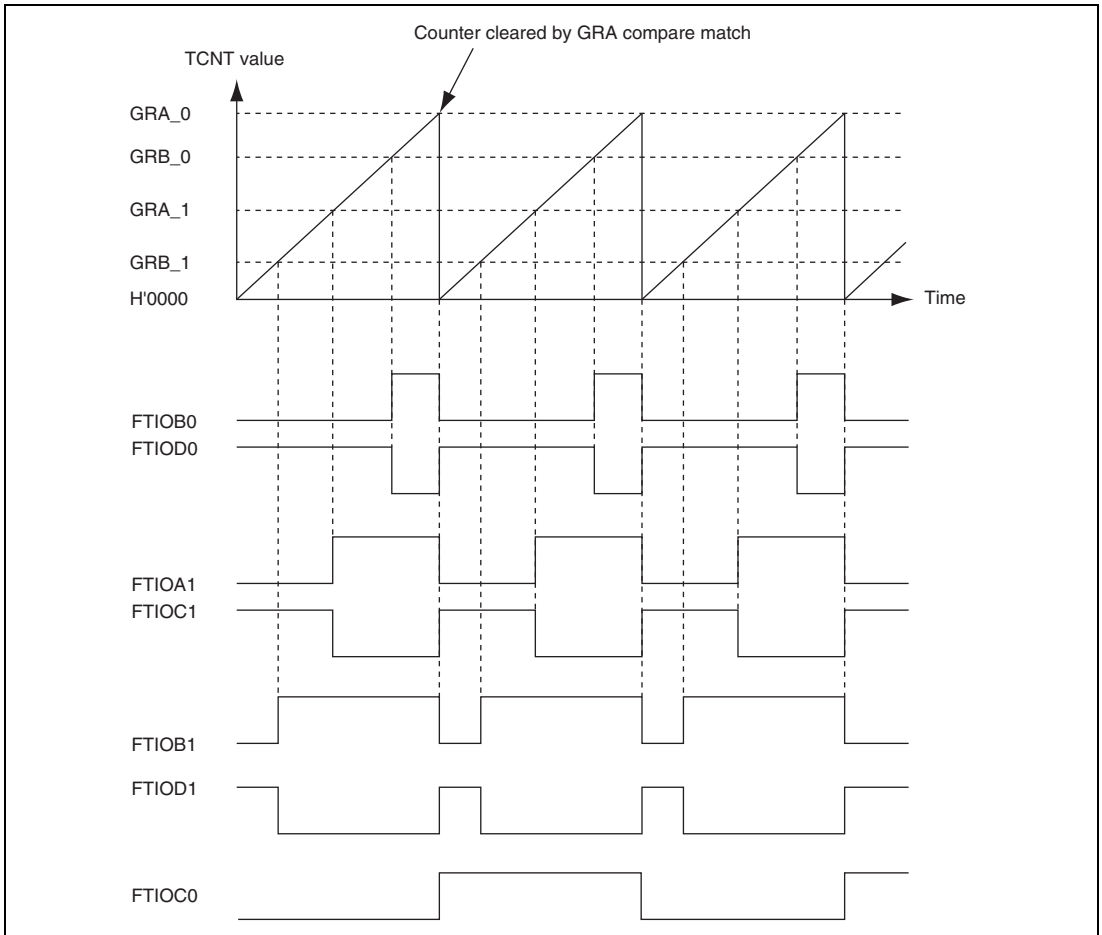 Counter cleared by GRA compare match
TCNT value
GRA_0
GRB_0
GRA_1
GRB_1
H'0000
Time
FTIOB0
FTIOD0
FTIOA1
FTIOC1
FTIOB1
FTIOD1
FTIOC0